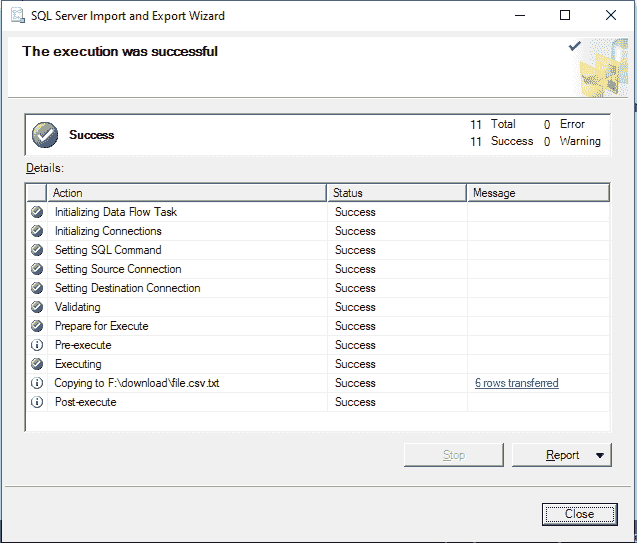 SQL Server Import and Export Wizard
The execution was successful
Success
11 Total 0 Error
11 Success 0 Warning
Details:
Action Status Message
Initializing Data Flow Task Success
Initializing Connections Success
Setting SQL Command Success
Setting Source Connection Success
Setting Destination Connection Success
Validating Success
Prepare for Execute Success
Pre-execute Success
Executing Success
Copying to F:\download\file.csv.txt Success 6 rows transferred
Post-execute Success
Stop Report
Close